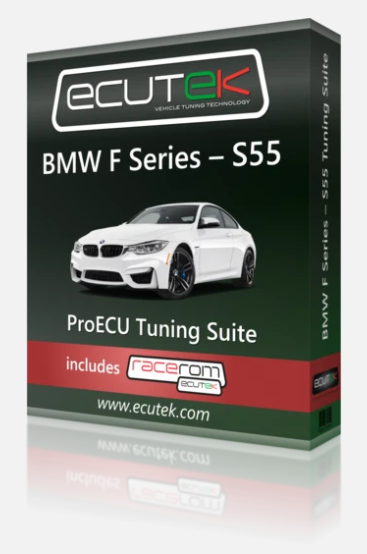 ecutek
VEHICLE TUNING TECHNOLOGY
BMW F Series – S55
ProECU Tuning Suite
includes racerom
ecutek
www.ecutek.com
BMW F Series – S55 Tuning Suite
ecutek